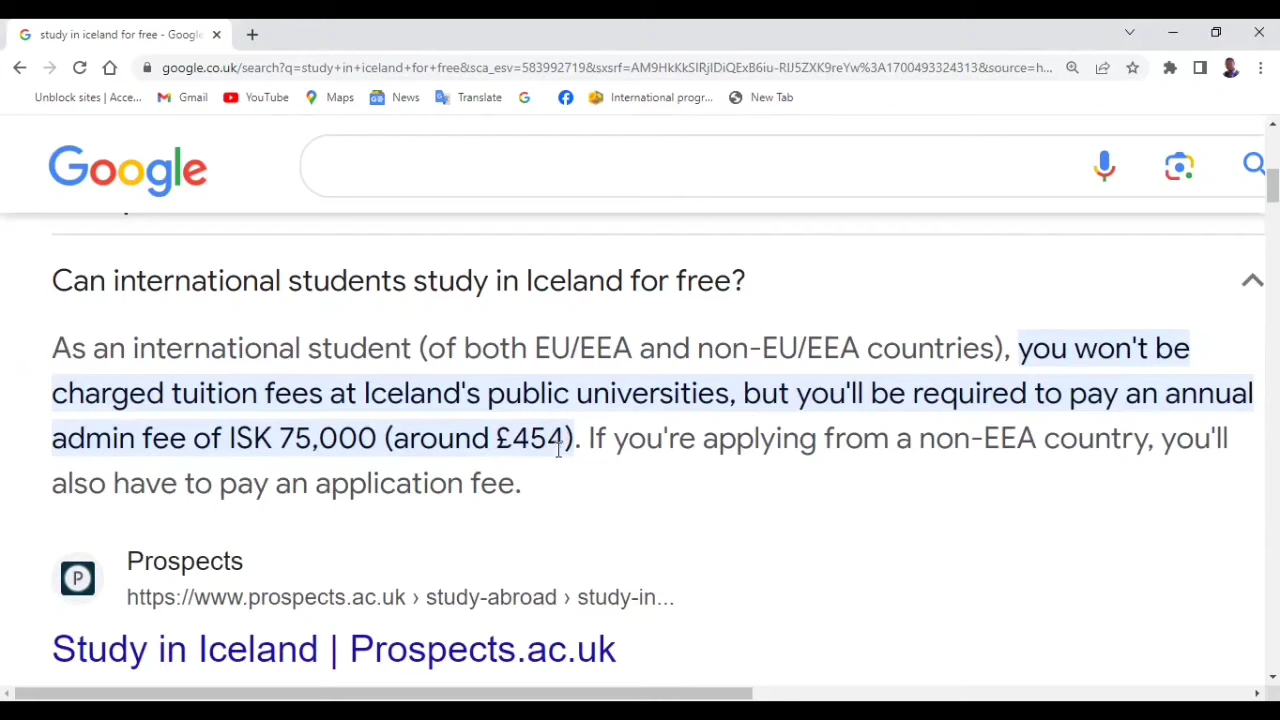 study in iceland for free - Google
google.co.uk/search?q=study+in+iceland+for+free&sca_esv=583992719&sxsrf=AM9HkKkSIRjIDiQExB6iu-RIJ5ZXK9reYw%3A1700493324313&source=h...
Unblock sites | Acce... Gmail YouTube Maps News Translate International progr... New Tab
Google
Can international students study in Iceland for free?
As an international student (of both EU/EEA and non-EU/EEA countries), you won't be
charged tuition fees at Iceland's public universities, but you'll be required to pay an annual
admin fee of ISK 75,000 (around £454). If you're applying from a non-EEA country, you'll
also have to pay an application fee.
P
Prospects
https://www.prospects.ac.uk › study-abroad › study-in...
Study in Iceland | Prospects.ac.uk